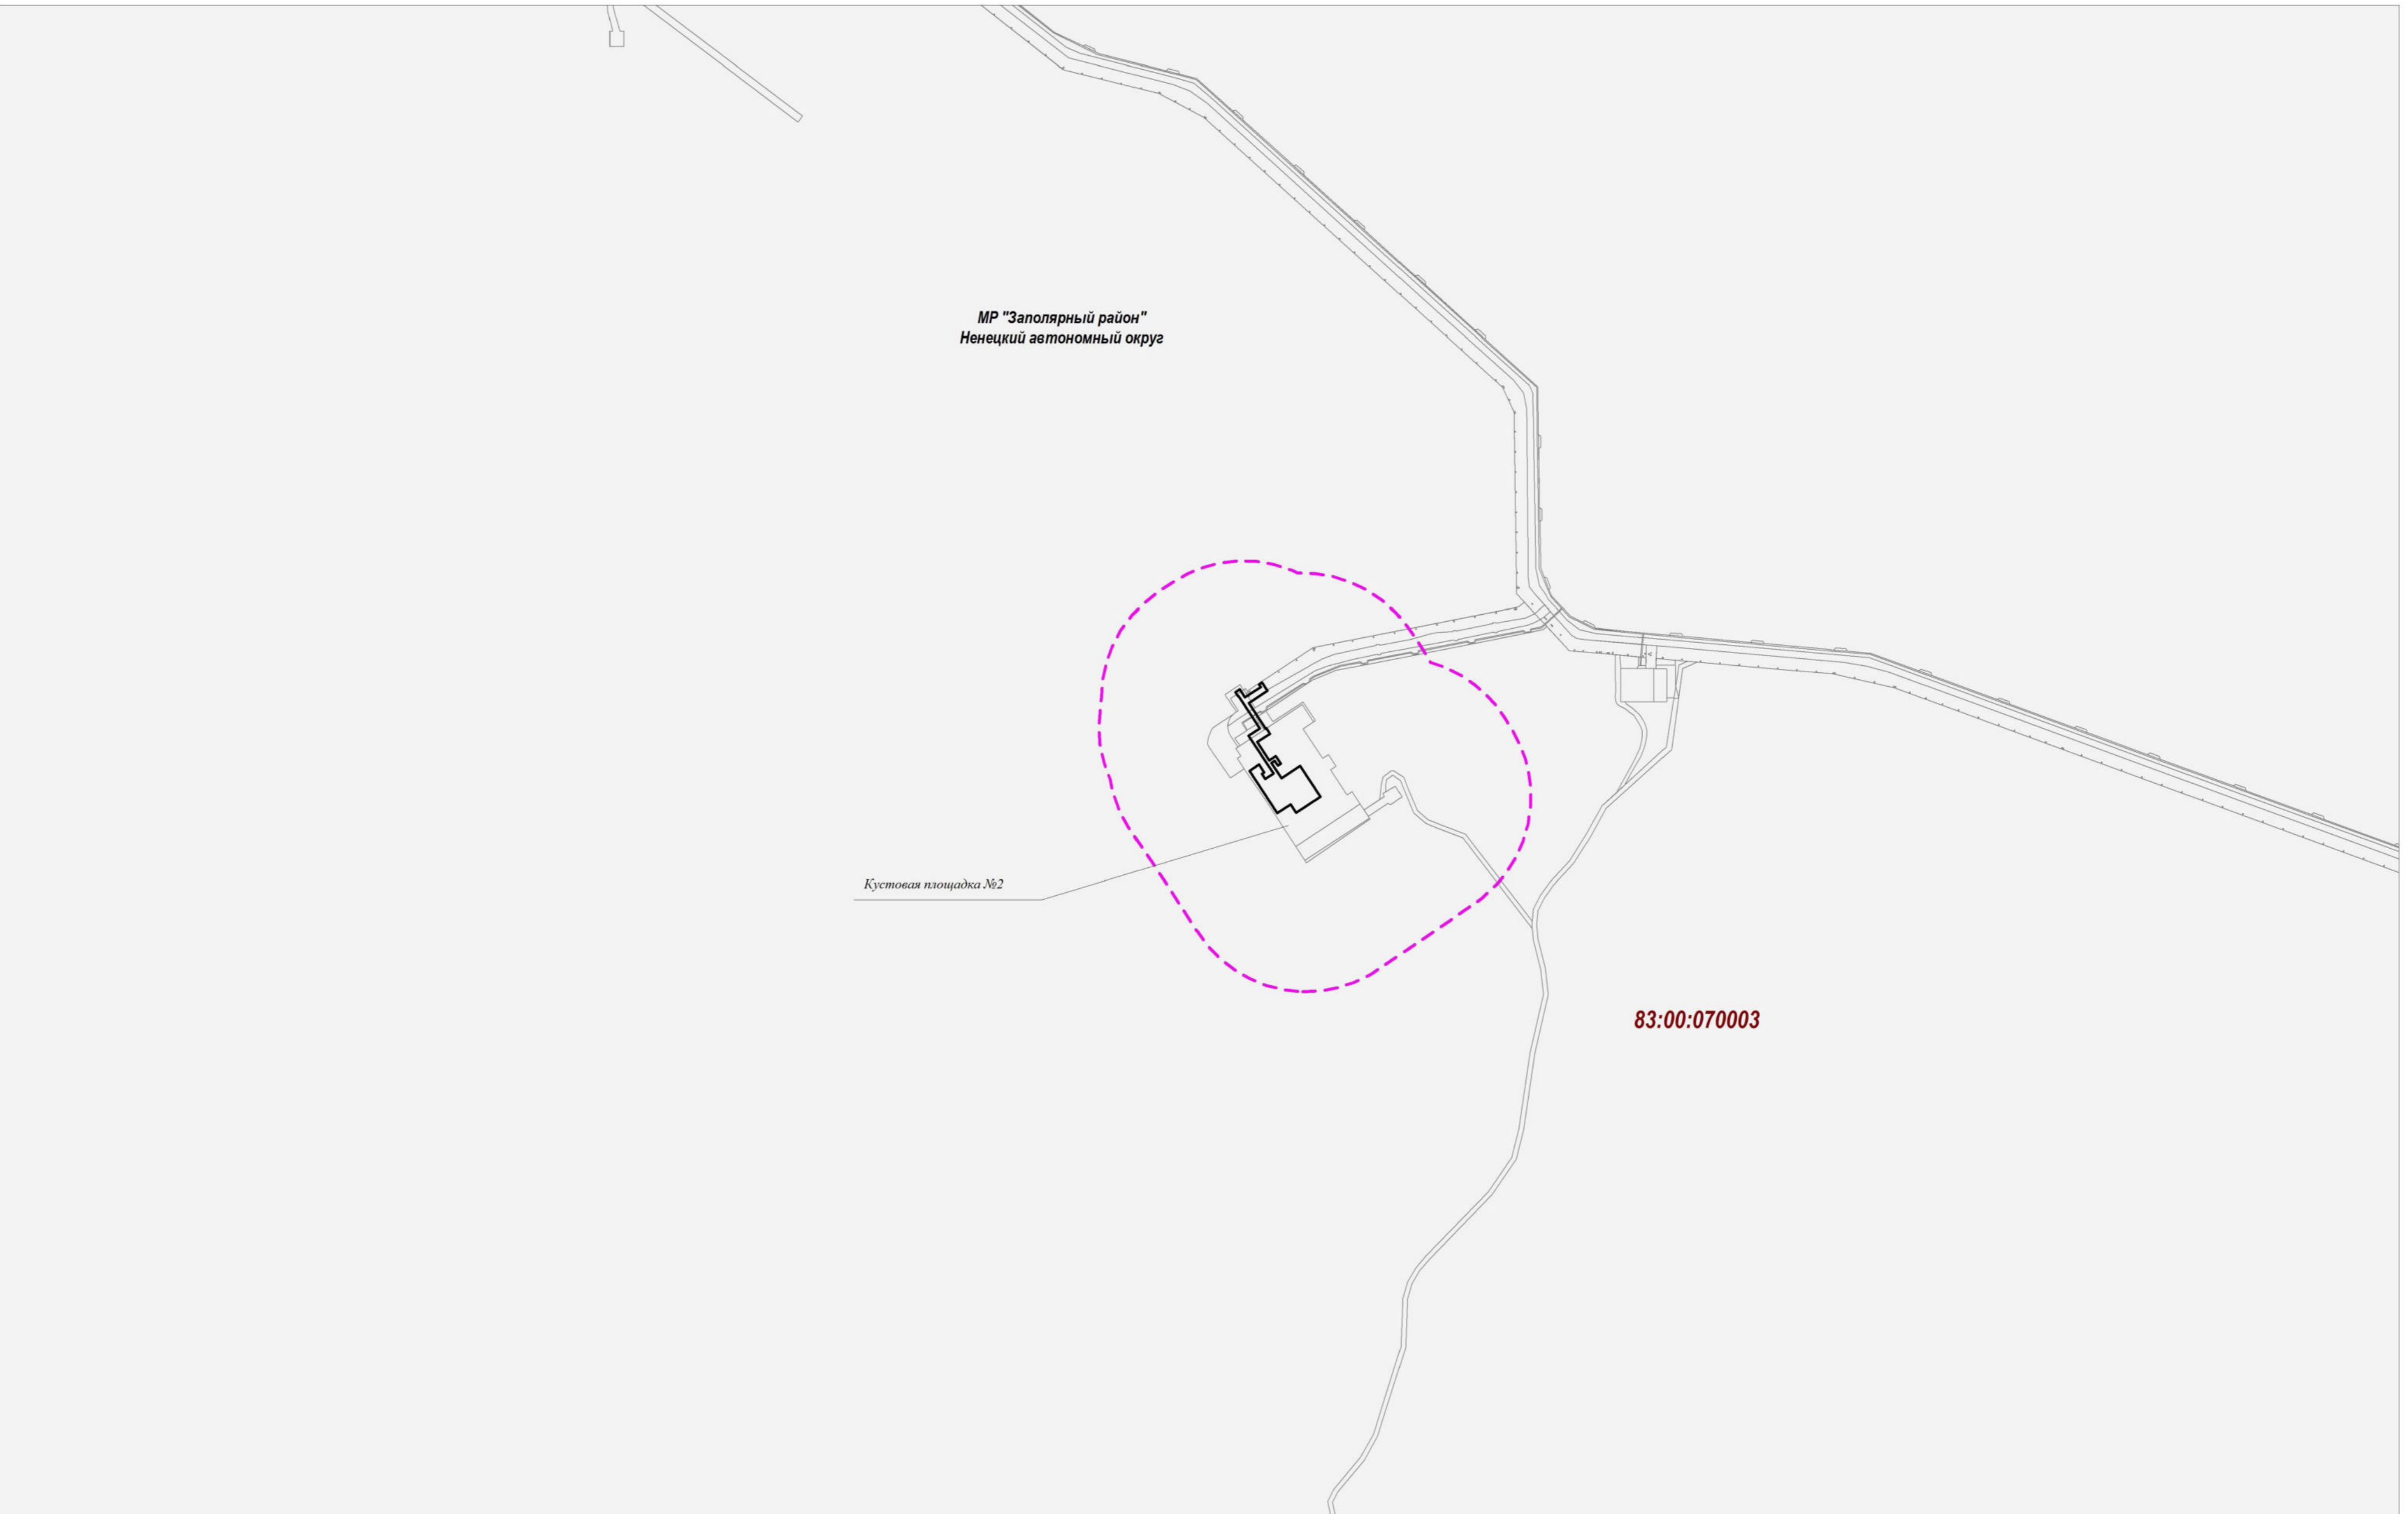 МР "Заполярный район"
Ненецкий автономный округ
Кустовая площадка №2
83:00:070003